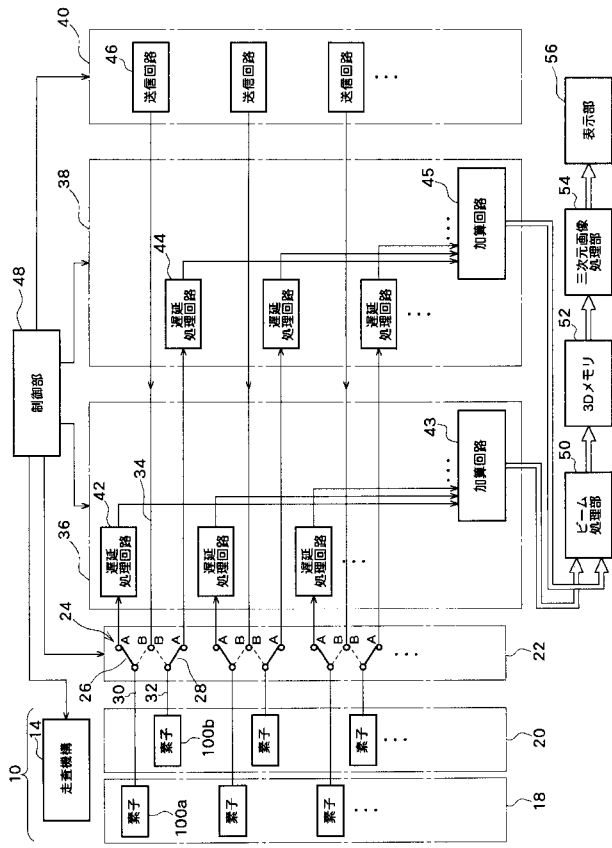 10
14
走査機構
48
制御部
40
46
送信回路
送信回路
送信回路
38
44
遅延
処理回路
遅延
処理回路
遅延
処理回路
45
加算回路
36
42
遅延
処理回路
遅延
処理回路
遅延
処理回路
34
43
加算回路
24
26
28
A
B
B
A
A
B
B
A
A
B
B
A
22
30
32
素子
100b
素子
素子
20
素子
100a
素子
素子
18
50
ビーム
処理部
52
3Dメモリ
54
三次元画像
処理部
56
表示部